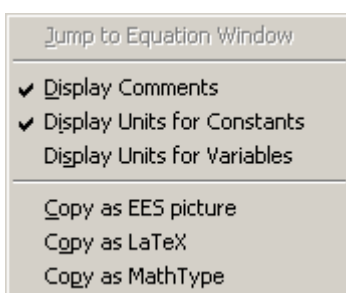 Jump to Equation Window
Display Comments
Display Units for Constants
Display Units for Variables
Copy as EES picture
Copy as LaTeX
Copy as MathType